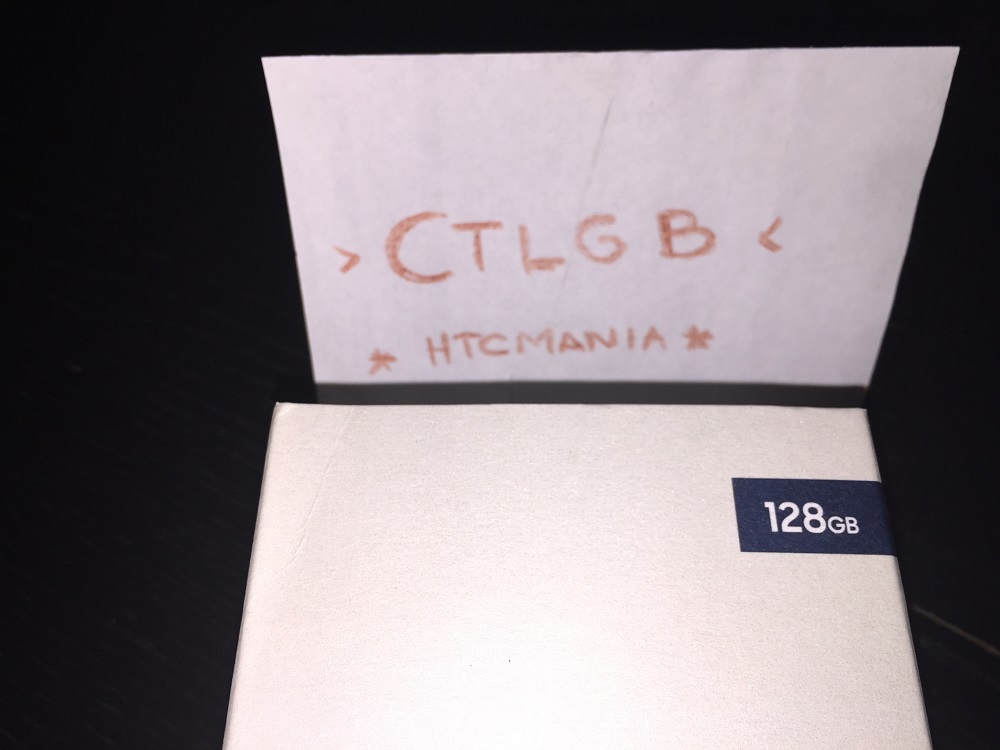 > CTLGB <
* HTCMANIA *
128GB